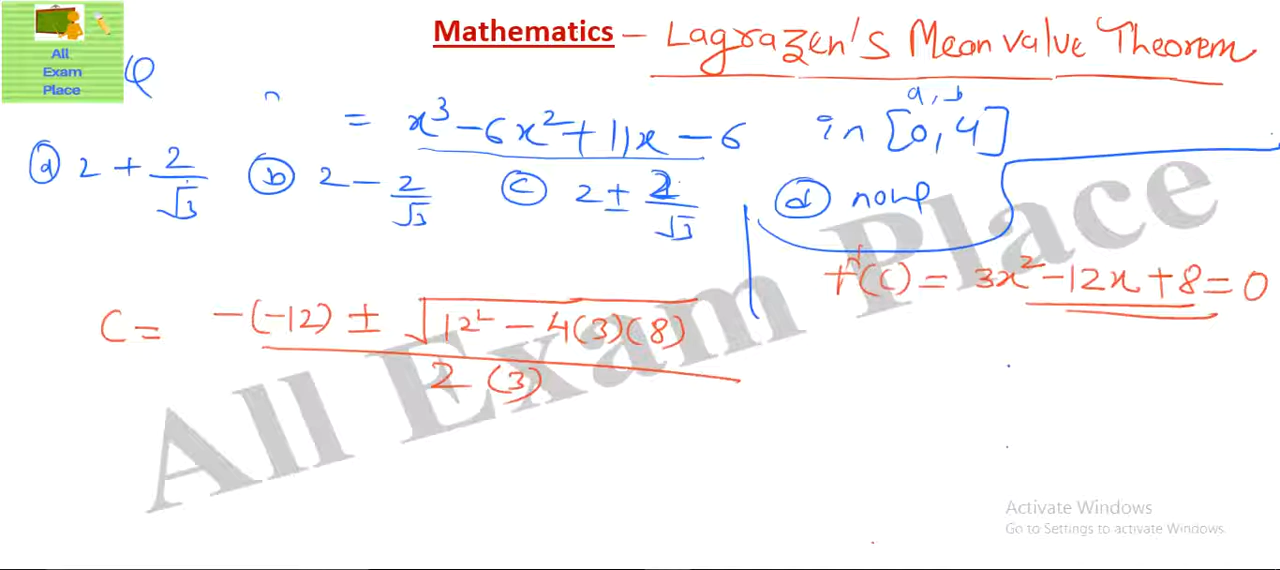 All
Exam
Place
Mathematics – Lagrazen's Mean value Theorem
Q
= x³ – 6x² + 11x – 6 in [0, 4]
a, b
(a) 2 + 2/√3 (b) 2 – 2/√3 (c) 2 ± 2/√3 (d) none
f'(c) = 3x² – 12x + 8 = 0
C = –(–12) ± √12² – 4(3)(8) / 2(3)
All Exam Place
Activate Windows
Go to Settings to activate Windows.